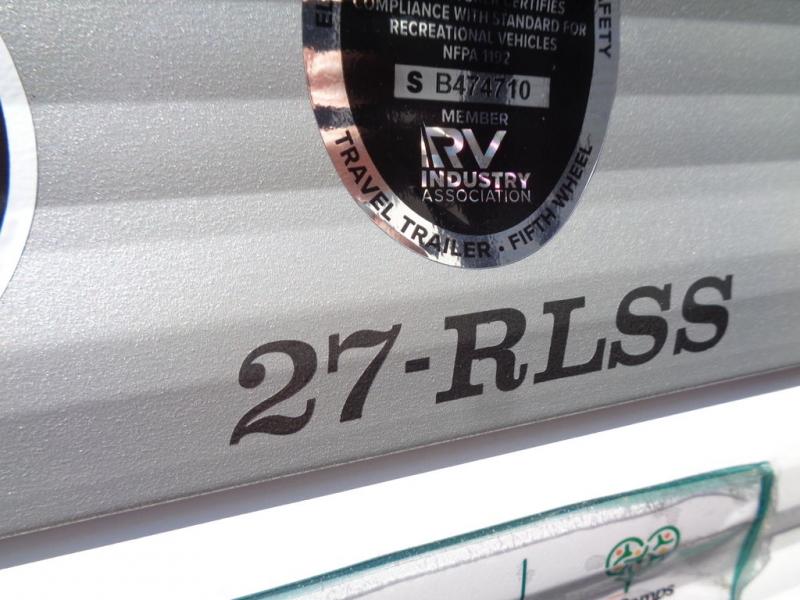 COMPLIANCE WITH STANDARD FOR
RECREATIONAL VEHICLES
NFPA 1192
S B474710
MEMBER
RV
INDUSTRY
ASSOCIATION
TRAVEL TRAILER · FIFTH WHEEL
27-RLSS